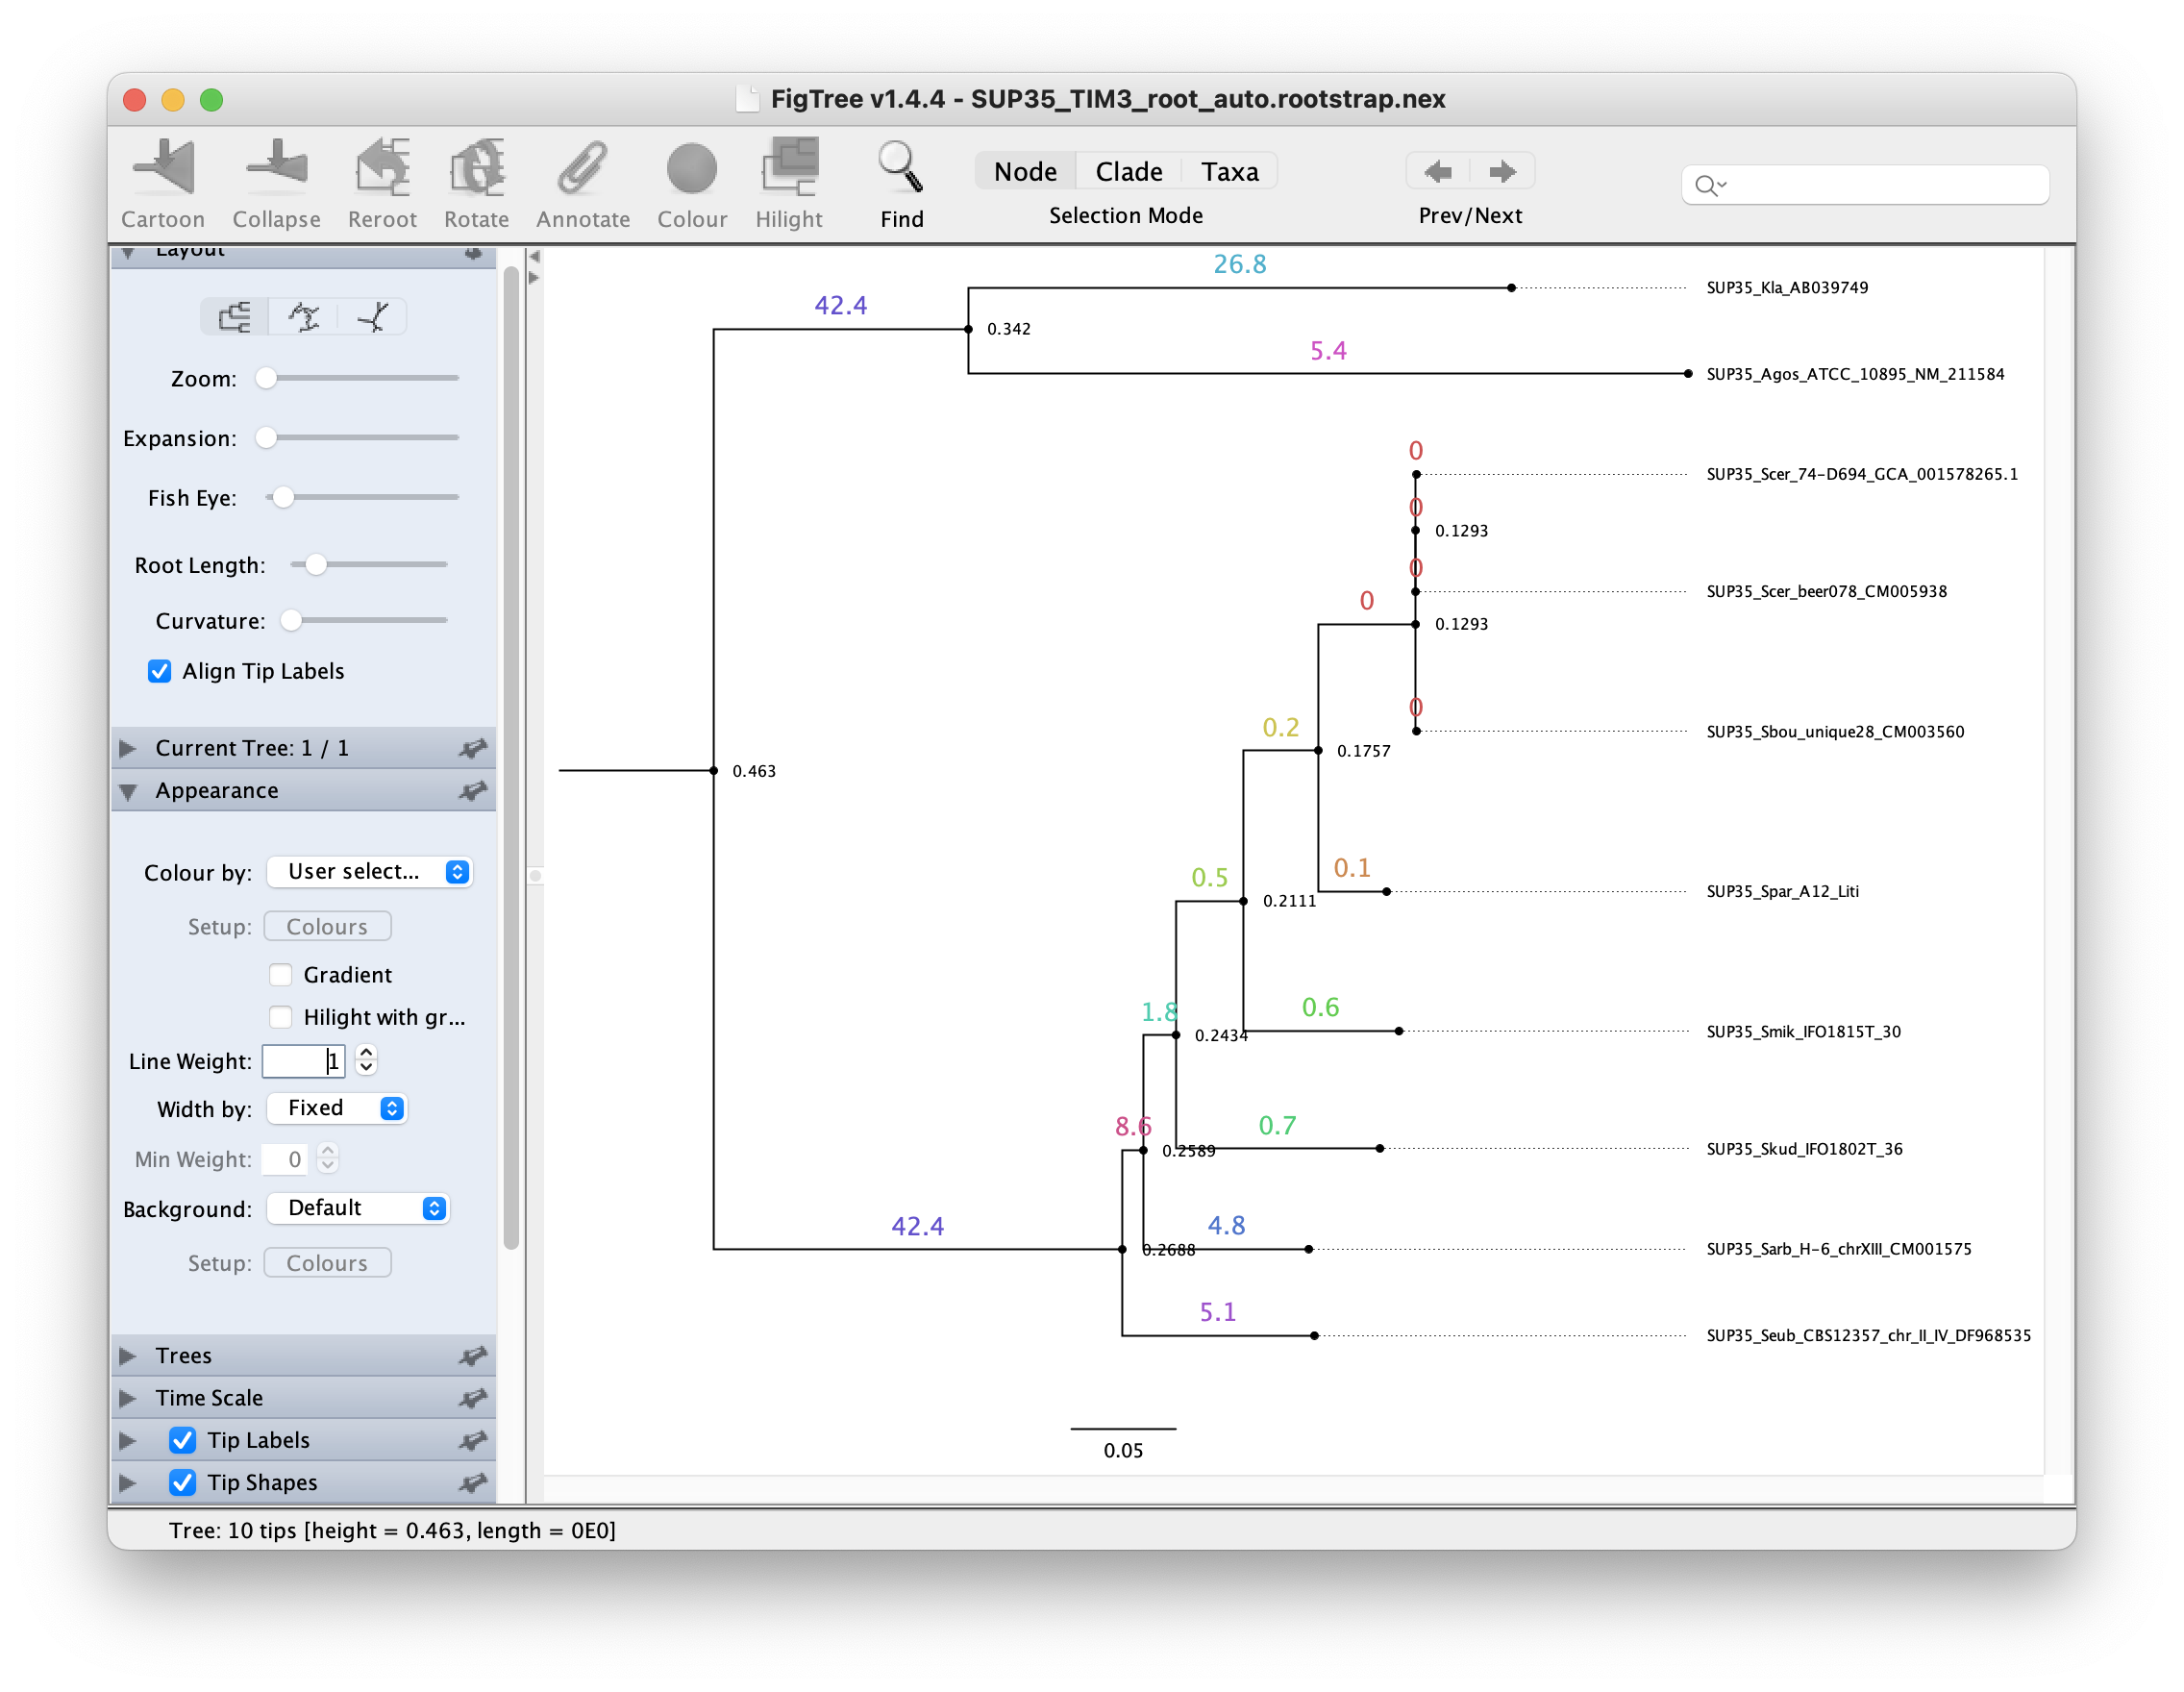 FigTree v1.4.4 - SUP35_TIM3_root_auto.rootstrap.nex
Cartoon Collapse Reroot Rotate Annotate Colour Hilight Find
Node Clade Taxa
Selection Mode
Prev/Next
Layout
Zoom:
Expansion:
Fish Eye:
Root Length:
Curvature:
Align Tip Labels
Current Tree: 1 / 1
Appearance
Colour by: User select...
Setup: Colours
Gradient
Hilight with gr...
Line Weight: 1
Width by: Fixed
Min Weight: 0
Background: Default
Setup: Colours
Trees
Time Scale
Tip Labels
Tip Shapes
26.8
SUP35_Kla_AB039749
42.4
0.342
5.4
SUP35_Agos_ATCC_10895_NM_211584
0
SUP35_Scer_74-D694_GCA_001578265.1
0
0.1293
0
SUP35_Scer_beer078_CM005938
0
0.1293
0
SUP35_Sbou_unique28_CM003560
0.2
0.1757
0.463
0.1
SUP35_Spar_A12_Liti
0.5
0.2111
0.6
SUP35_Smik_IFO1815T_30
1.8
0.2434
0.7
SUP35_Skud_IFO1802T_36
8.6
0.2589
4.8
SUP35_Sarb_H-6_chrXIII_CM001575
42.4
0.2688
5.1
SUP35_Seub_CBS12357_chr_II_IV_DF968535
0.05
Tree: 10 tips [height = 0.463, length = 0E0]